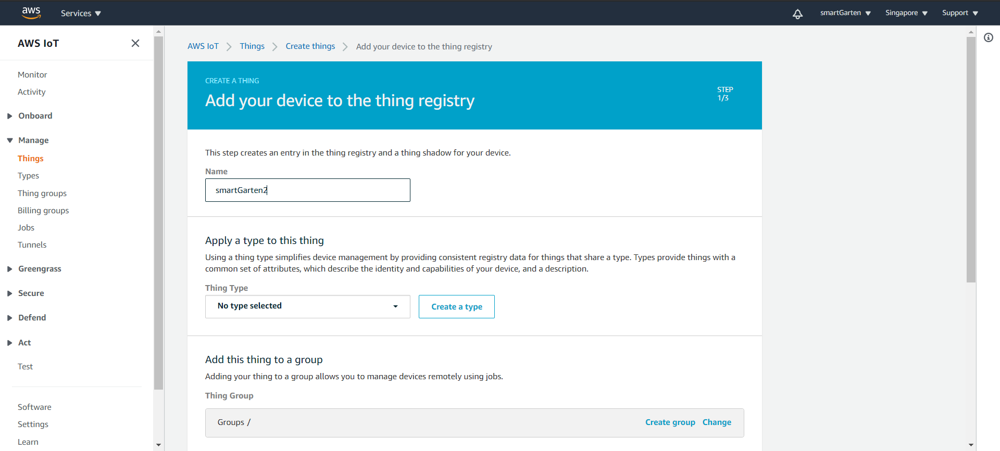 aws
Services
smartGarten
Singapore
Support
AWS IoT
Monitor
Activity
Onboard
Manage
Things
Types
Thing groups
Billing groups
Jobs
Tunnels
Greengrass
Secure
Defend
Act
Test
Software
Settings
Learn
AWS IoT
Things
Create things
Add your device to the thing registry
CREATE A THING
Add your device to the thing registry
STEP
1/3
This step creates an entry in the thing registry and a thing shadow for your device.
Name
smartGarten2
Apply a type to this thing
Using a thing type simplifies device management by providing consistent registry data for things that share a type. Types provide things with a
common set of attributes, which describe the identity and capabilities of your device, and a description.
Thing Type
No type selected
Create a type
Add this thing to a group
Adding your thing to a group allows you to manage devices remotely using jobs.
Thing Group
Groups /
Create group
Change